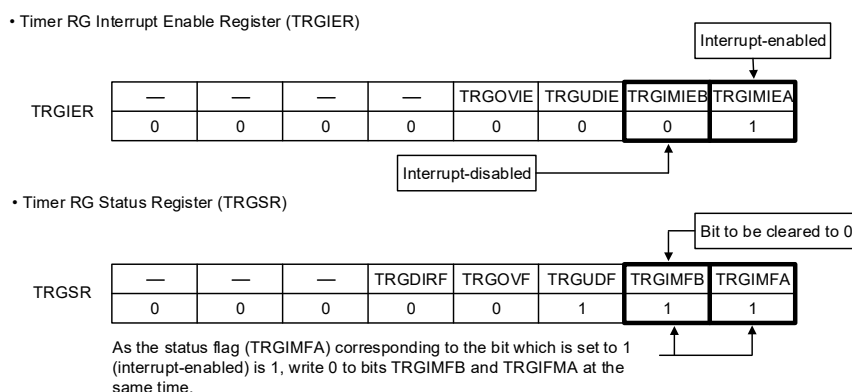 • Timer RG Interrupt Enable Register (TRGIER)
Interrupt-enabled
TRGIER
— — — — TRGOVIE TRGUDIE TRGIMIEB TRGIMIEA
0 0 0 0 0 0 0 1
Interrupt-disabled
• Timer RG Status Register (TRGSR)
Bit to be cleared to 0
TRGSR
— — — TRGDIRF TRGOVF TRGUDF TRGIMFB TRGIMFA
0 0 0 0 0 1 1 1
As the status flag (TRGIMFA) corresponding to the bit which is set to 1
(interrupt-enabled) is 1, write 0 to bits TRGIMFB and TRGIFMA at the
same time.